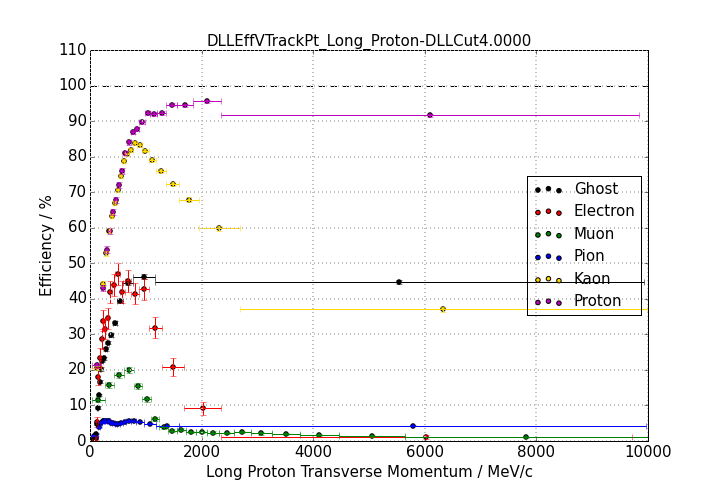 DLLEffVTrackPt_Long_Proton-DLLCut4.0000
110
100
90
80
70
60
50
40
30
20
10
0
Efficiency / %
Ghost
Electron
Muon
Pion
Kaon
Proton
0 2000 4000 6000 8000 10000
Long Proton Transverse Momentum / MeV/c